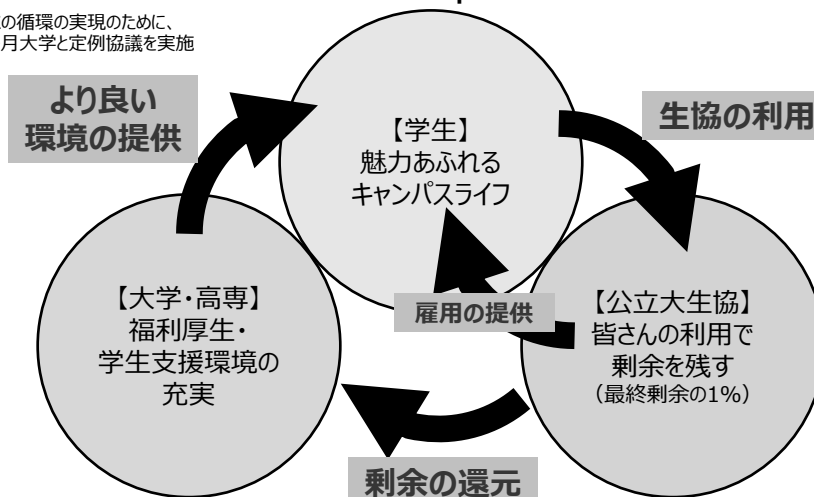 の循環の実現のために、
月大学と定例協議を実施
より良い
環境の提供
【学生】
魅力あふれる
キャンパスライフ
生協の利用
【大学・高専】
福利厚生・
学生支援環境の
充実
雇用の提供
【公立大生協】
皆さんの利用で
剰余を残す
（最終剰余の1%）
剰余の還元